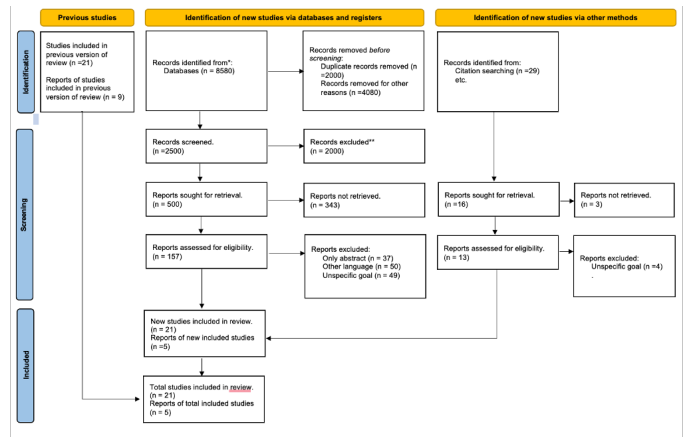 Previous studies
Identification of new studies via databases and registers
Identification of new studies via other methods
Identification
Studies included in
previous version of
review (n =21)
Reports of studies
included in previous
version of review (n = 9)
Records identified from*:
Databases (n = 8580)
Records removed before
screening:
Duplicate records removed (n
=2000)
Records removed for other
reasons (n =4080)
Records identified from:
Citation searching (n =29)
etc.
Screening
Records screened.
(n =2500)
Records excluded**
(n = 2000)
Reports sought for retrieval.
(n = 500)
Reports not retrieved.
(n = 343)
Reports sought for retrieval.
(n =16)
Reports not retrieved.
(n = 3)
Reports assessed for eligibility.
(n = 157)
Reports excluded:
Only abstract (n = 37)
Other language (n = 50)
Unspecific goal (n = 49)
Reports assessed for eligibility.
(n = 13)
Reports excluded:
Unspecific goal (n =4)
.
Included
New studies included in review.
(n = 21)
Reports of new included studies
(n =5)
Total studies included in review.
(n = 21)
Reports of total included studies
(n = 5)